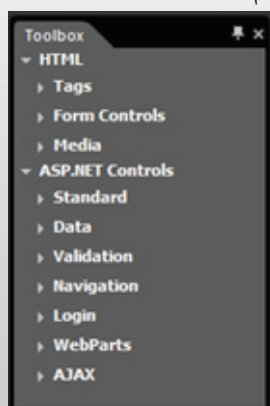 Toolbox
HTML
Tags
Form Controls
Media
ASP.NET Controls
Standard
Data
Validation
Navigation
Login
WebParts
AJAX